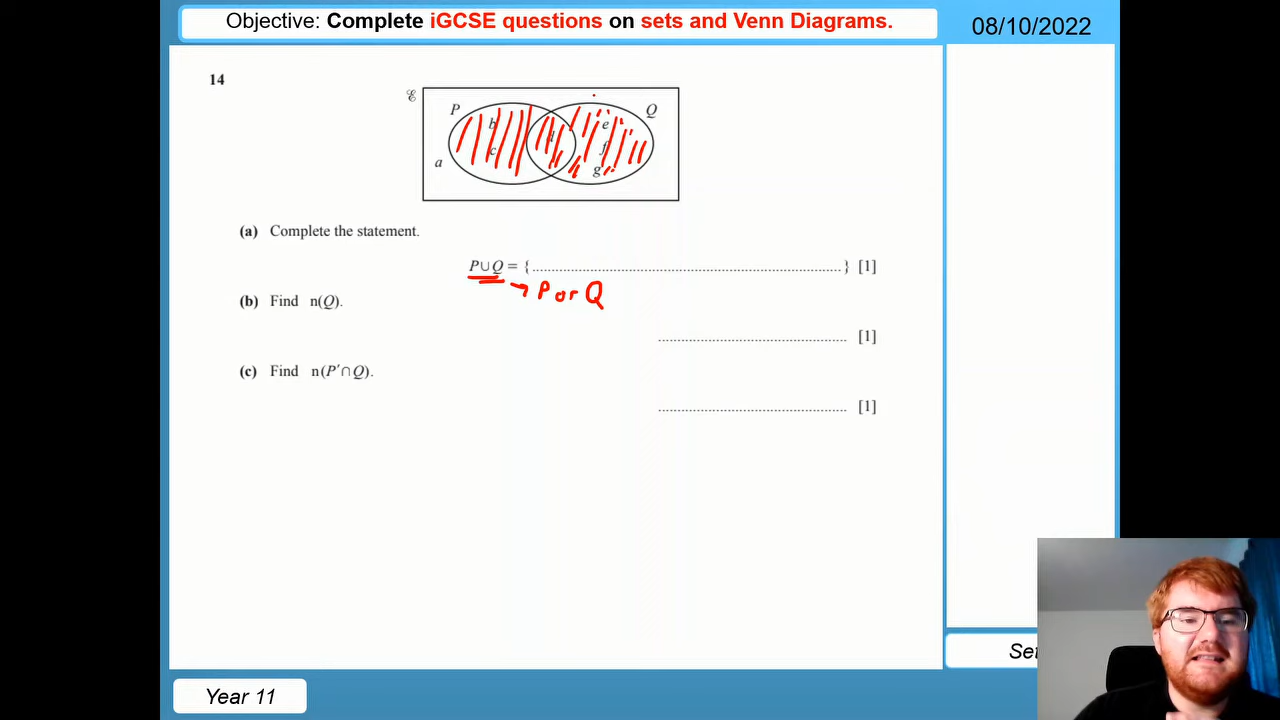 Objective: Complete iGCSE questions on sets and Venn Diagrams.
08/10/2022
14
ℰ
P
Q
b
e
d
c
f
a
g
(a) Complete the statement.
P∪Q = { ........................................................ } [1]
→ P or Q
(b) Find n(Q).
........................................ [1]
(c) Find n(P′∩Q).
........................................ [1]
Year 11